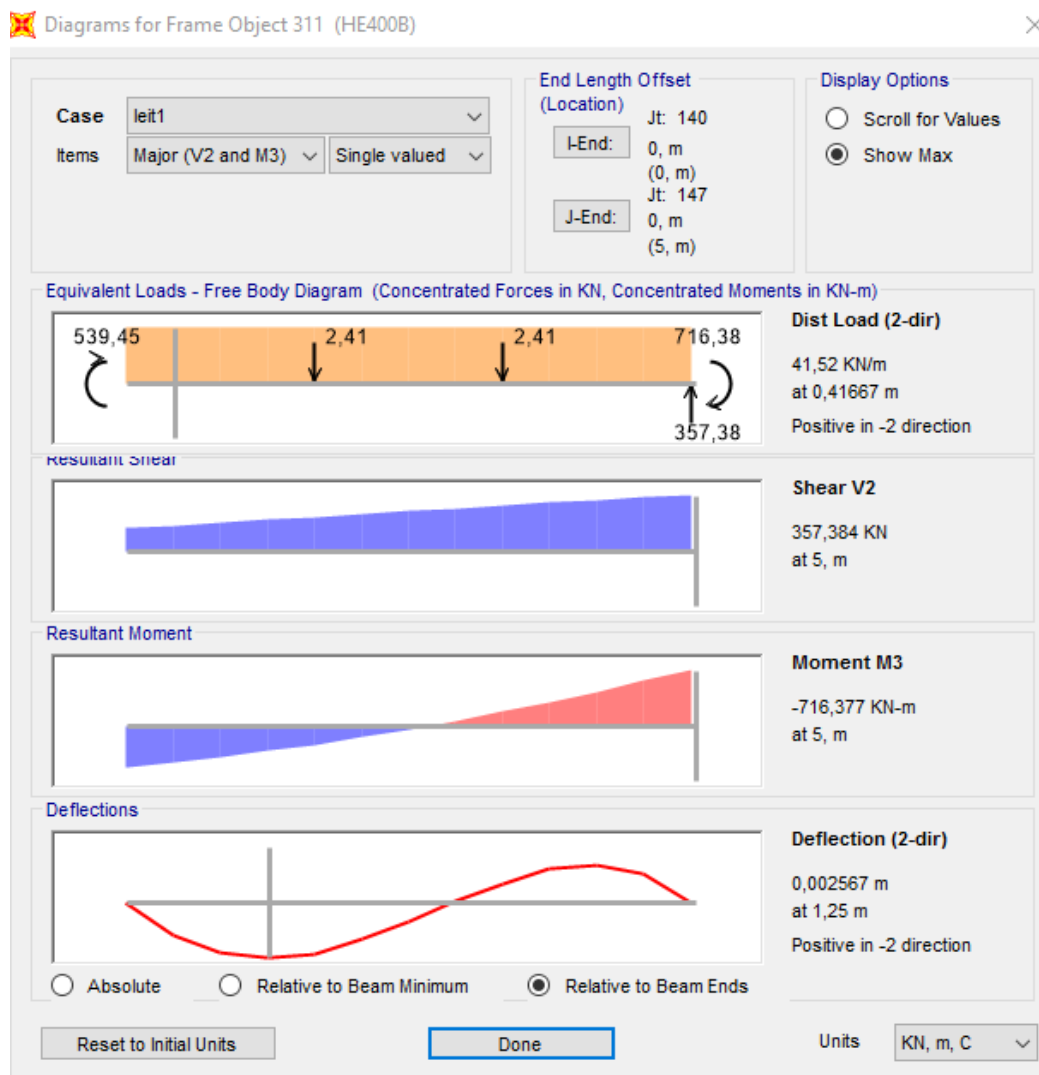 Diagrams for Frame Object 311 (HE400B)
Case leit1
Items Major (V2 and M3) Single valued
End Length Offset
(Location)
Jt: 140
I-End: 0, m
(0, m)
Jt: 147
J-End: 0, m
(5, m)
Display Options
Scroll for Values
Show Max
Equivalent Loads - Free Body Diagram (Concentrated Forces in KN, Concentrated Moments in KN-m)
539,45 2,41 2,41 716,38
357,38
Dist Load (2-dir)
41,52 KN/m
at 0,41667 m
Positive in -2 direction
Resultant Shear
Shear V2
357,384 KN
at 5, m
Resultant Moment
Moment M3
-716,377 KN-m
at 5, m
Deflections
Deflection (2-dir)
0,002567 m
at 1,25 m
Positive in -2 direction
Absolute Relative to Beam Minimum Relative to Beam Ends
Reset to Initial Units Done Units KN, m, C